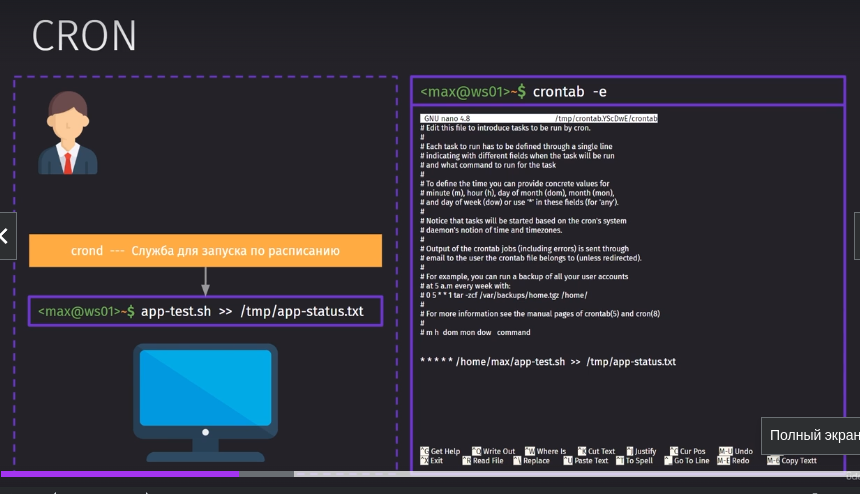 CRON
crond --- Служба для запуска по расписанию
<max@ws01>~$ app-test.sh >> /tmp/app-status.txt
<max@ws01>~$ crontab -e
GNU nano 4.8 /tmp/crontab.YScDwE/crontab
# Edit this file to introduce tasks to be run by cron.
#
# Each task to run has to be defined through a single line
# indicating with different fields when the task will be run
# and what command to run for the task
#
# To define the time you can provide concrete values for
# minute (m), hour (h), day of month (dom), month (mon),
# and day of week (dow) or use '*' in these fields (for 'any').
#
# Notice that tasks will be started based on the cron's system
# daemon's notion of time and timezones.
#
# Output of the crontab jobs (including errors) is sent through
# email to the user the crontab file belongs to (unless redirected).
#
# For example, you can run a backup of all your user accounts
# at 5 a.m every week with:
# 0 5 * * 1 tar -zcf /var/backups/home.tgz /home/
#
# For more information see the manual pages of crontab(5) and cron(8)
#
# m h dom mon dow command
* * * * * /home/max/app-test.sh >> /tmp/app-status.txt
Полный экран
^G Get Help ^O Write Out ^W Where Is ^K Cut Text ^J Justify ^C Cur Pos M-U Undo
^X Exit ^R Read File ^\ Replace ^U Paste Text ^T To Spell ^_ Go To Line M-E Redo M-6 Copy Textt